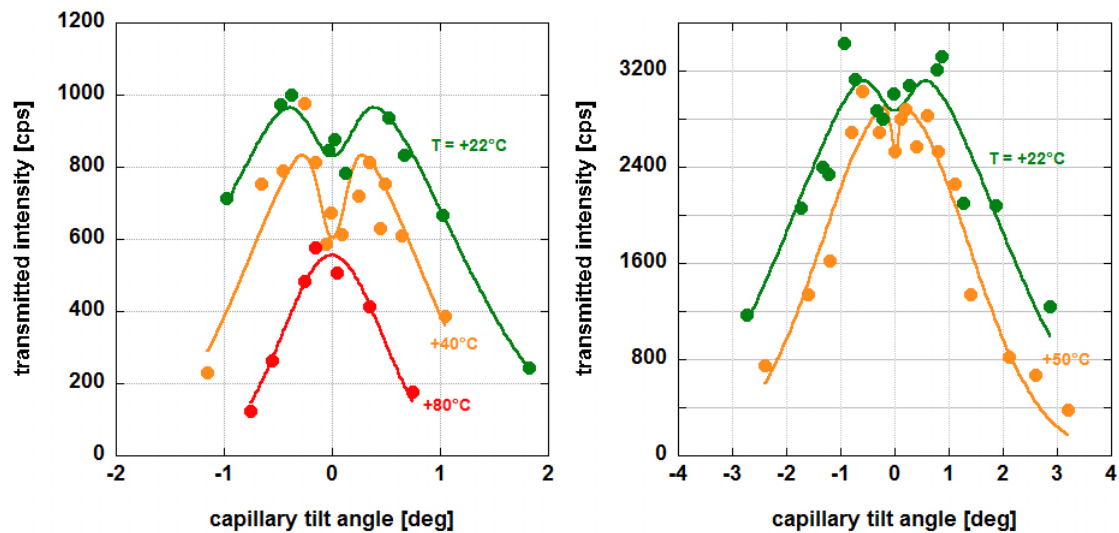 1200
1000
800
600
400
200
0
transmitted intensity [cps]
T = +22°C
+40°C
+80°C
-2
-1
0
1
2
capillary tilt angle [deg]
3200
2400
1600
800
0
transmitted intensity [cps]
T = +22°C
+50°C
-4
-3
-2
-1
0
1
2
3
4
capillary tilt angle [deg]